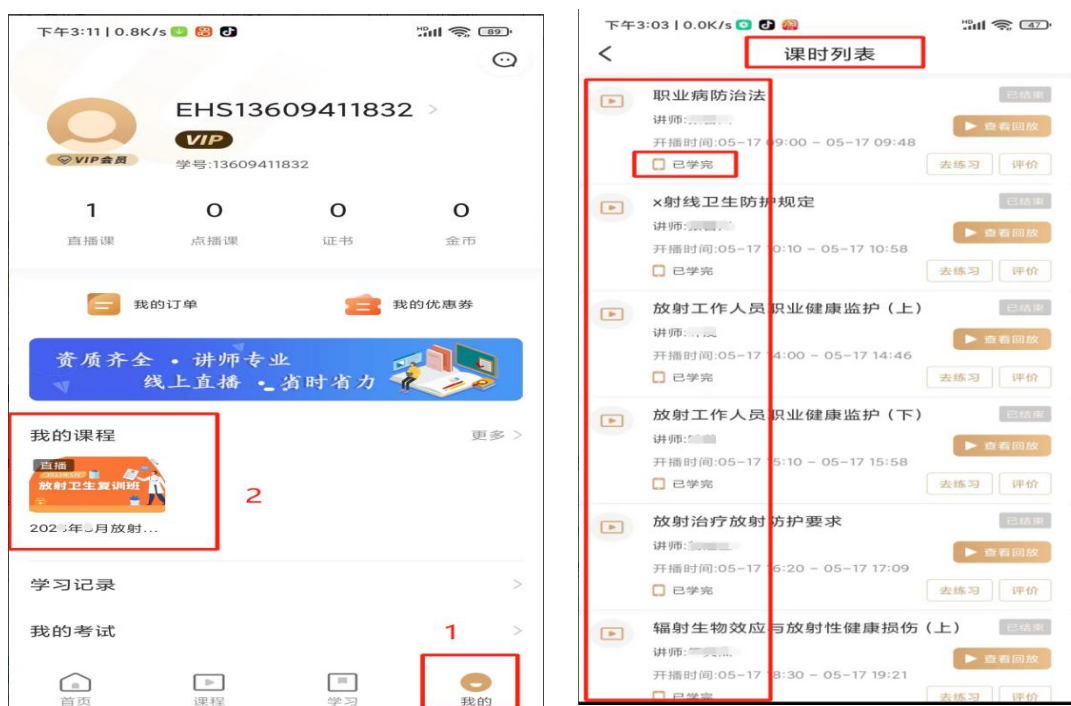 下午3:11 | 0.8K/s
HD
89
EHS13609411832 >
VIP
VIP会员
学号:13609411832
1
0
0
0
直播课
点播课
证书
金币
我的订单
我的优惠券
资质齐全 • 讲师专业
线上直播 • 省时省力
我的课程
更多 >
直播
放射卫生复训班
2
月放射...
学习记录 >
我的考试 >
1
首页
课程
学习
我的
下午3:03 | 0.0K/s
HD
47
< 课时列表
职业病防治法
已结束
讲师:
查看回放
开播时间:05-17 09:00 - 05-17 09:48
已学完
去练习
评价
x射线卫生防护规定
已结束
讲师:
查看回放
开播时间:05-17 10:10 - 05-17 10:58
已学完
去练习
评价
放射工作人员职业健康监护（上）
已结束
讲师:
查看回放
开播时间:05-17 14:00 - 05-17 14:46
已学完
去练习
评价
放射工作人员职业健康监护（下）
已结束
讲师:
查看回放
开播时间:05-17 15:10 - 05-17 15:58
已学完
去练习
评价
放射治疗放射防护要求
已结束
讲师:
查看回放
开播时间:05-17 16:20 - 05-17 17:09
已学完
去练习
评价
辐射生物效应与放射性健康损伤（上）
已结束
讲师:
查看回放
开播时间:05-17 18:30 - 05-17 19:21
已学完
去练习
评价